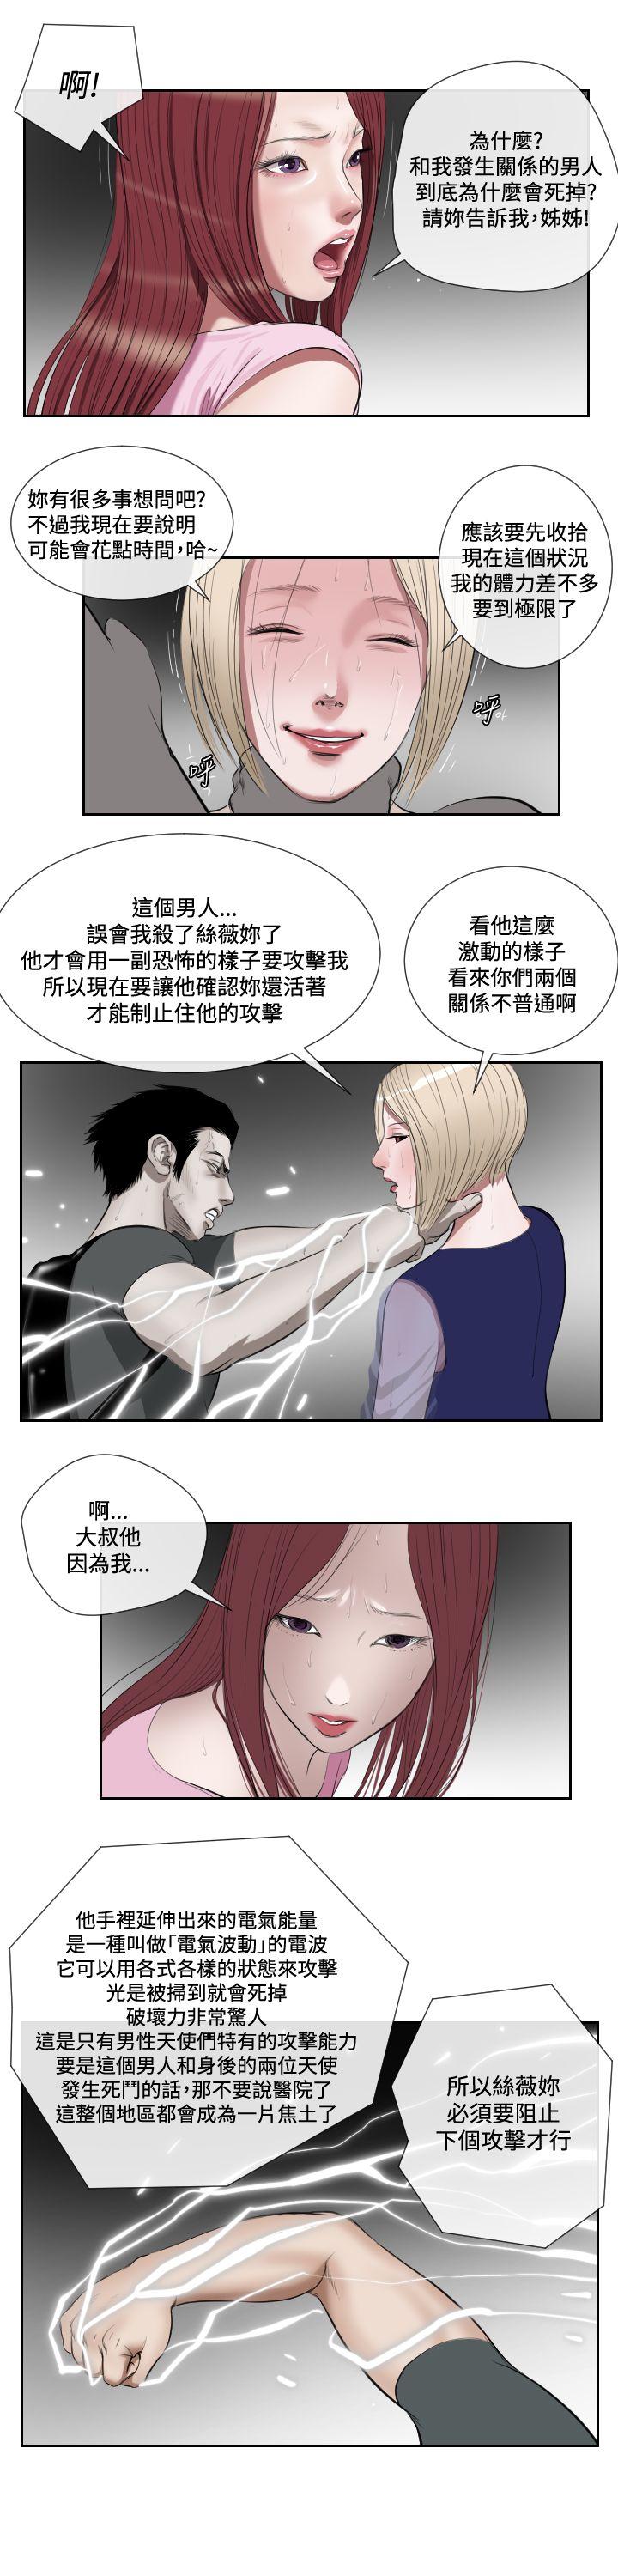 啊!
為什麼?
和我發生關係的男人
到底為什麼會死掉?
請妳告訴我,姊姊!
妳有很多事想問吧?
不過我現在要說明
可能會花點時間,哈~
應該要先收拾
現在這個狀況
我的體力差不多
要到極限了
呼
하아
呼
這個男人...
誤會我殺了絲薇妳了
他才會用一副恐怖的樣子要攻擊我
所以現在要讓他確認妳還活著
才能制止住他的攻擊
看他這麼
激動的樣子
看來你們兩個
關係不普通啊
啊...
大叔他
因為我...
他手裡延伸出來的電氣能量
是一種叫做「電氣波動」的電波
它可以用各式各樣的狀態來攻擊
光是被掃到就會死掉
破壞力非常驚人
這是只有男性天使們特有的攻擊能力
要是這個男人和身後的兩位天使
發生死鬥的話,那不要說醫院了
這整個地區都會成為一片焦土了
所以絲薇妳
必須要阻止
下個攻擊才行